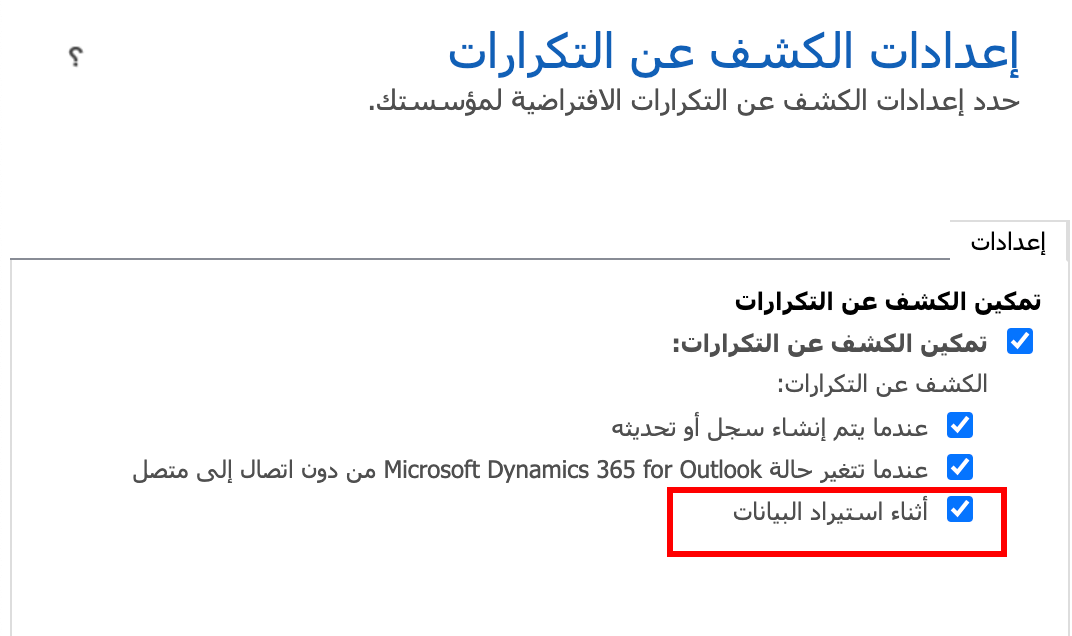 إعدادات الكشف عن التكرارات
؟
حدد إعدادات الكشف عن التكرارات الافتراضية لمؤسستك.
إعدادات
تمكين الكشف عن التكرارات
تمكين الكشف عن التكرارات:
الكشف عن التكرارات:
عندما يتم إنشاء سجل أو تحديثه
عندما تتغير حالة Microsoft Dynamics 365 for Outlook من دون اتصال إلى متصل
أثناء استيراد البيانات